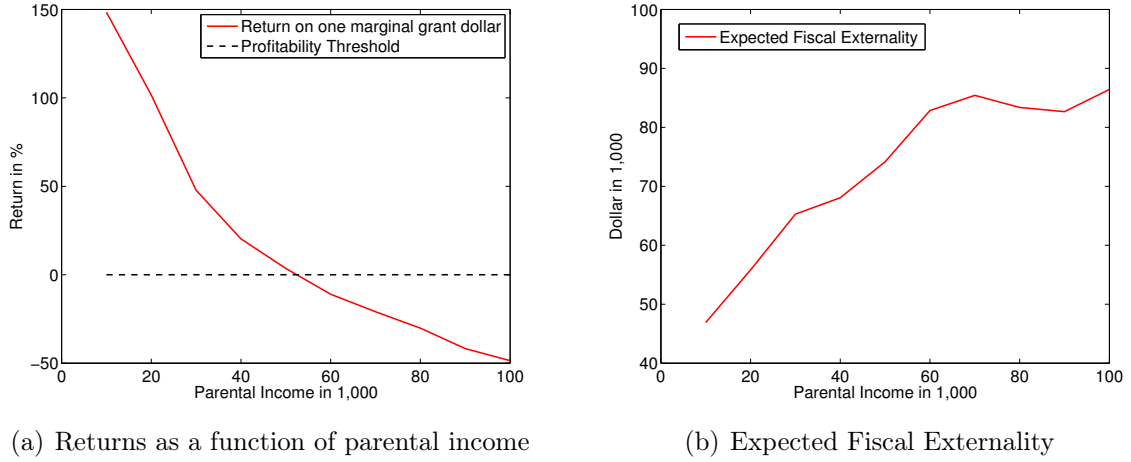 150
100
50
0
−50
0
20
40
60
80
100
Return in %
Parental Income in 1,000
Return on one marginal grant dollar
Profitability Threshold
(a) Returns as a function of parental income
100
90
80
70
60
50
40
0
20
40
60
80
100
Dollar in 1,000
Parental Income in 1,000
Expected Fiscal Externality
(b) Expected Fiscal Externality